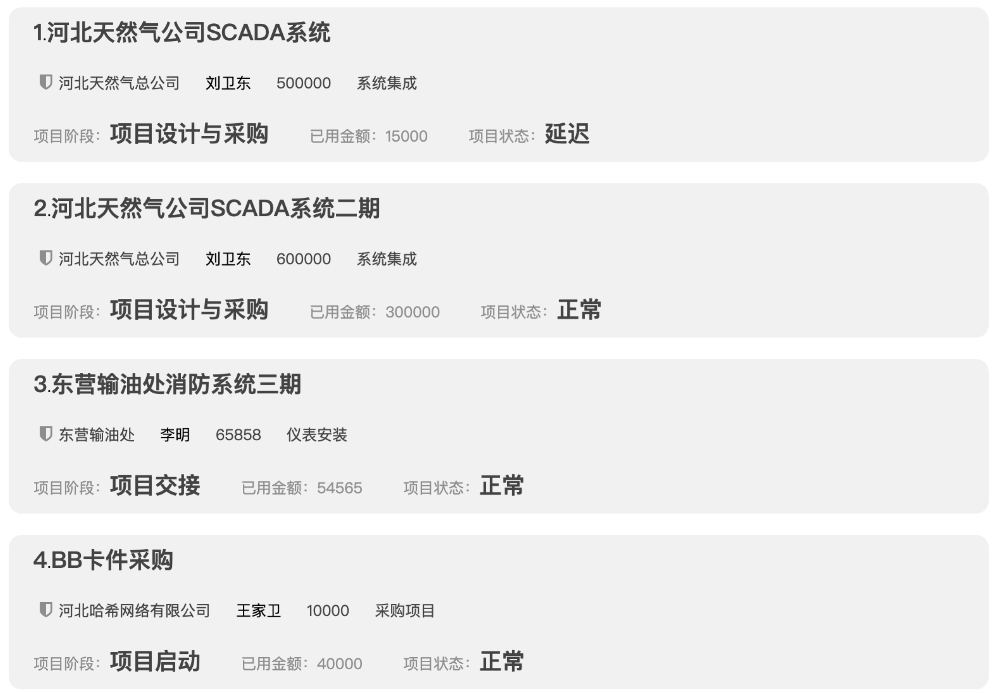 1.河北天然气公司SCADA系统
河北天然气总公司 刘卫东 500000 系统集成
项目阶段： 项目设计与采购 已用金额：15000 项目状态： 延迟
2.河北天然气公司SCADA系统二期
河北天然气总公司 刘卫东 600000 系统集成
项目阶段： 项目设计与采购 已用金额：300000 项目状态： 正常
3.东营输油处消防系统三期
东营输油处 李明 65858 仪表安装
项目阶段： 项目交接 已用金额：54565 项目状态： 正常
4.BB卡件采购
河北哈希网络有限公司 王家卫 10000 采购项目
项目阶段： 项目启动 已用金额：40000 项目状态： 正常